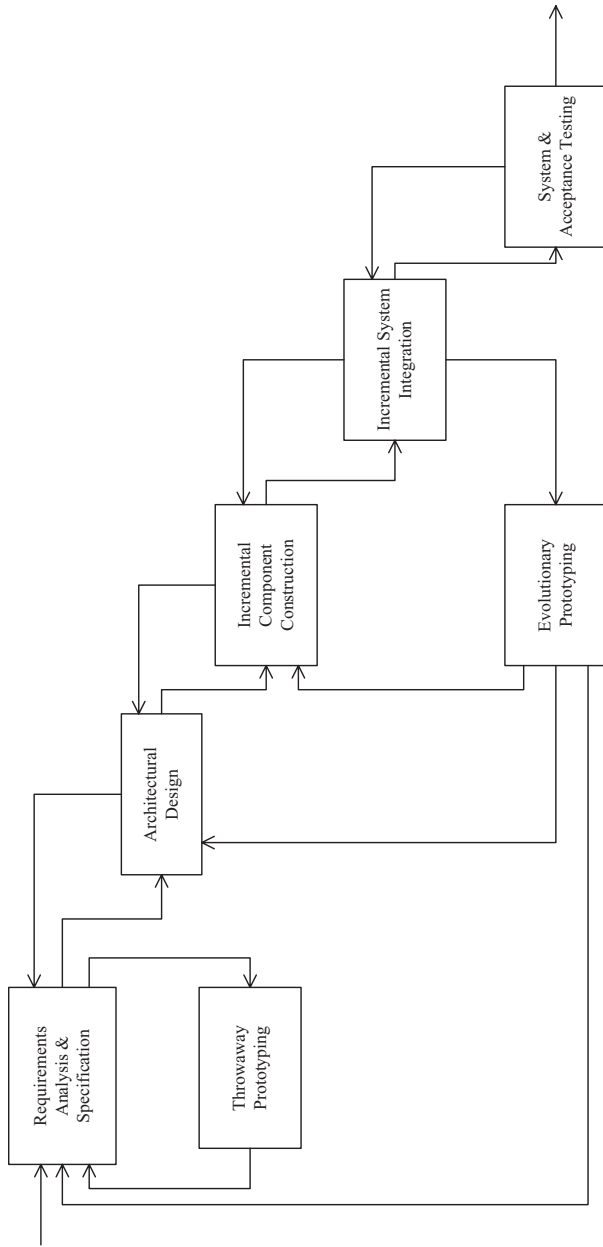 Requirements
Analysis &
Specification
Throwaway
Prototyping
Architectural
Design
Incremental
Component
Construction
Incremental System
Integration
Evolutionary
Prototyping
System &
Acceptance Testing